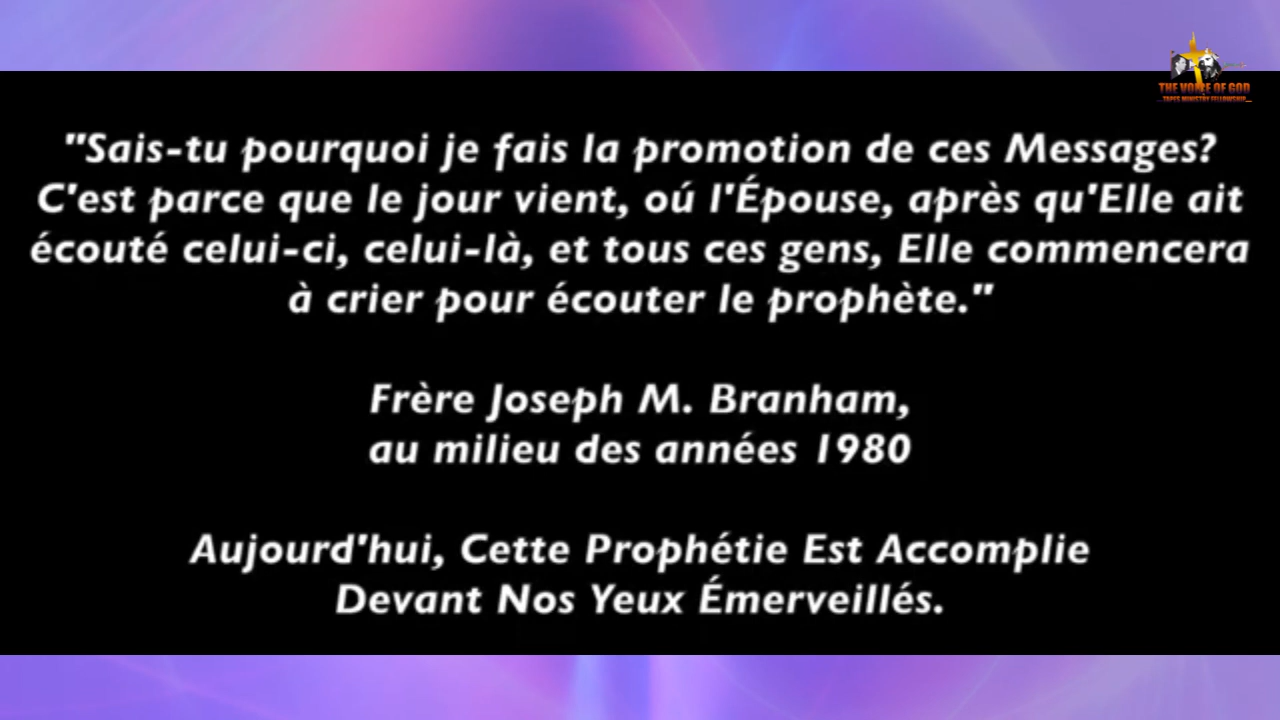 THE VOICE OF GOD
TAPES MINISTRY FELLOWSHIP
"Sais-tu pourquoi je fais la promotion de ces Messages?
C'est parce que le jour vient, oú l'Épouse, après qu'Elle ait
écouté celui-ci, celui-là, et tous ces gens, Elle commencera
à crier pour écouter le prophète."
Frère Joseph M. Branham,
au milieu des années 1980
Aujourd'hui, Cette Prophétie Est Accomplie
Devant Nos Yeux Émerveillés.